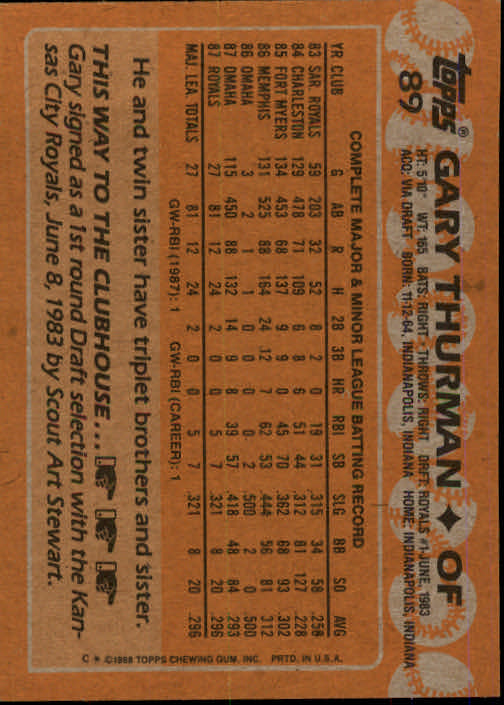 topps®
89
GARY THURMAN ◆ OF
HT: 5'10" WT: 165 BATS: RIGHT THROWS: RIGHT DRAFT: ROYALS #1-JUNE, 1983
ACQ: VIA DRAFT BORN: 11-12-64, INDIANAPOLIS, INDIANA HOME: INDIANAPOLIS, INDIANA
COMPLETE MAJOR & MINOR LEAGUE BATTING RECORD
YR CLUB G AB R H 2B 3B HR RBI SB SLG BB SO AVG
83 SAR. ROYALS 59 203 32 52 8 2 0 19 31 .315 34 58 .256
84 CHARLESTON 129 478 71 109 6 8 6 51 44 .312 81 127 .228
85 FORT MYERS 134 453 68 137 9 9 0 45 70 .362 68 93 .302
86 MEMPHIS 131 525 88 164 24 12 7 62 53 .444 56 81 .312
86 OMAHA 3 2 1 1 0 0 0 0 2 .500 2 0 .500
87 OMAHA 115 450 88 132 14 9 8 39 57 .418 48 84 .293
87 ROYALS 27 81 12 24 2 0 0 5 7 .321 8 20 .296
MAJ. LEA. TOTALS 27 81 12 24 2 0 0 5 7 .321 8 20 .296
GW-RBI (1987): 1 GW-RBI (CAREER): 1
He and twin sister have triplet brothers and sister.
THIS WAY TO THE CLUBHOUSE...
Gary signed as a 1st round Draft selection with the Kan-
sas City Royals, June 8, 1983 by Scout Art Stewart.
C * ©1988 TOPPS CHEWING GUM, INC. PRTD. IN U.S.A.